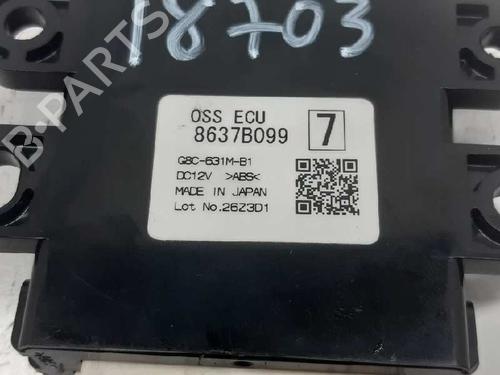 18703
OSS ECU
8637B099
7
G8C-631M-B1
DC12V >ABS<
MADE IN JAPAN
Lot No.26Z3D1
B-PARTS